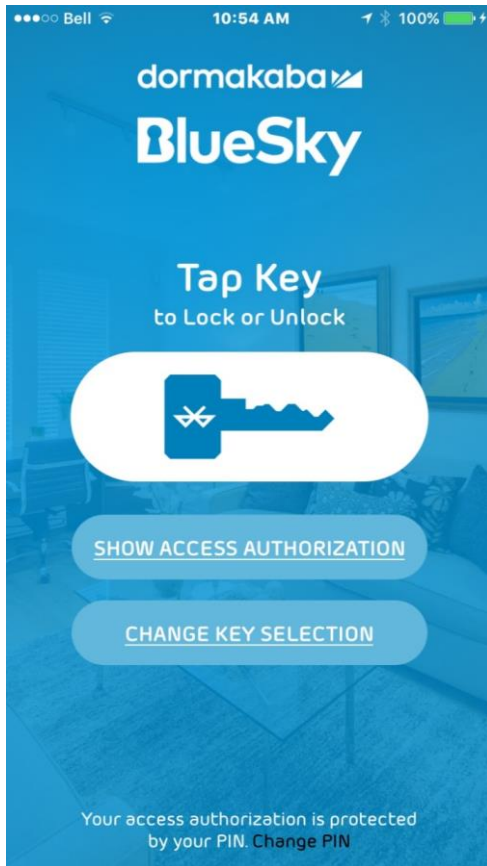 Bell 10:54 AM 100%
dormakaba
BlueSky
Tap Key
to Lock or Unlock
SHOW ACCESS AUTHORIZATION
CHANGE KEY SELECTION
Your access authorization is protected
by your PIN. Change PIN